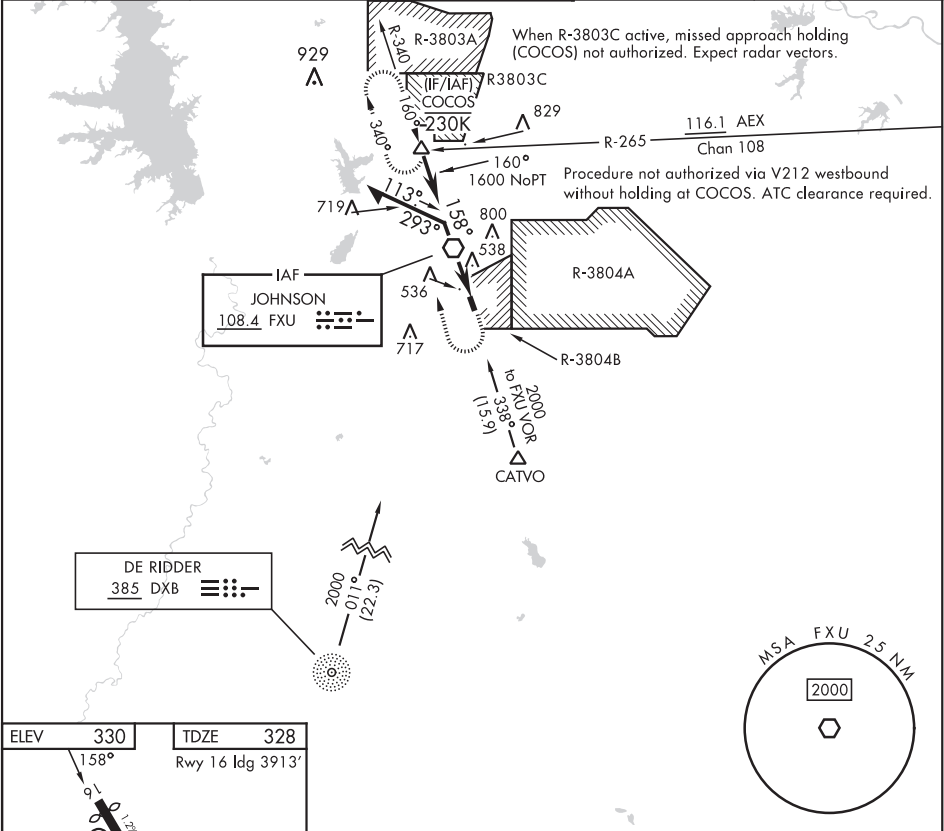 R-3803A
When R-3803C active, missed approach holding
(COCOS) not authorized. Expect radar vectors.
929
R-340
R3803C
(IF/IAF)
COCOS
230K
829
160°
340°
R-265
116.1 AEX
Chan 108
160°
1600 NoPT
Procedure not authorized via V212 westbound
without holding at COCOS. ATC clearance required.
113°
293°
158°
719
800
538
R-3804A
IAF
JOHNSON
108.4 FXU
536
717
R-3804B
2000
to FXU VOR
338°
(15.9)
CATVO
DE RIDDER
385 DXB
2000
011°
(22.3)
MSA FXU 25 NM
2000
ELEV 330
TDZE 328
158°
Rwy 16 ldg 3913'
16
1.2%